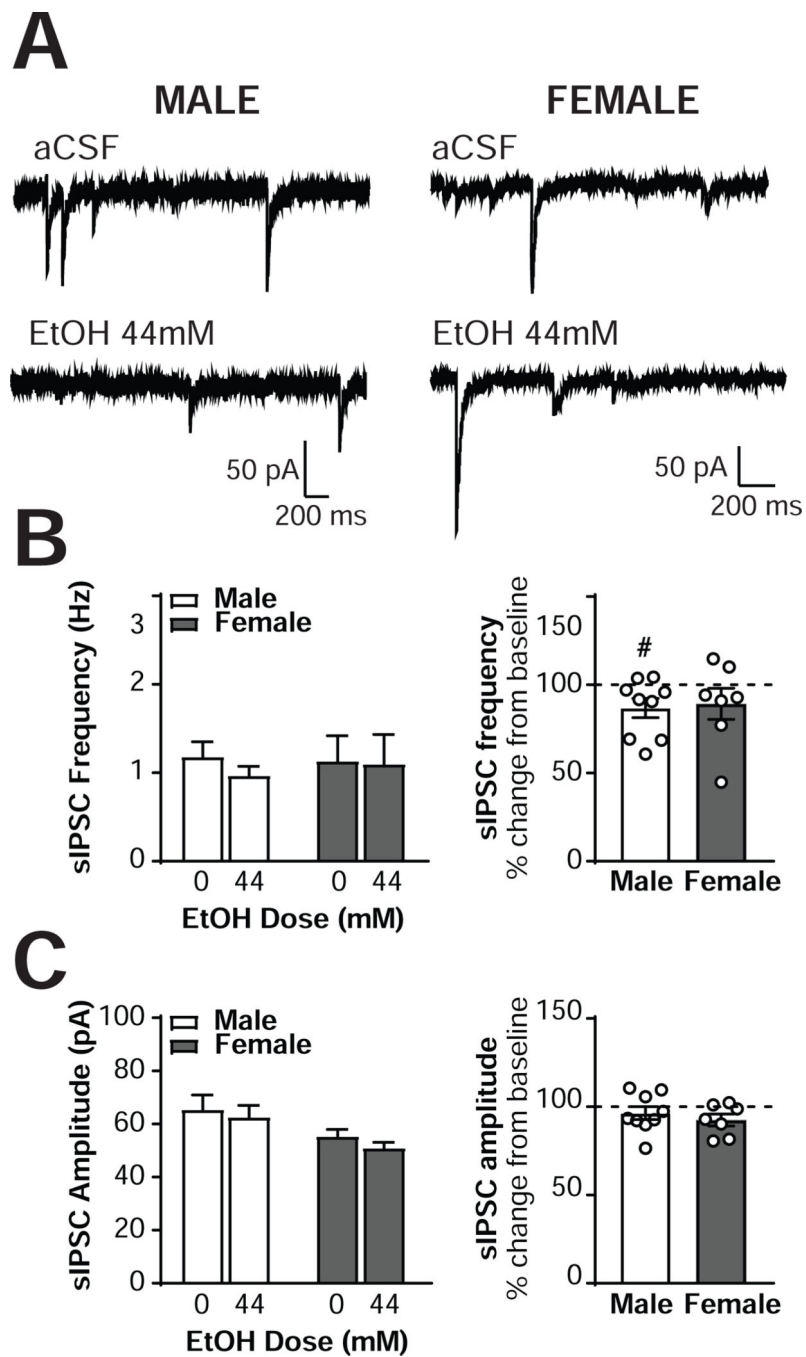 A
MALE
FEMALE
aCSF
aCSF
EtOH 44mM
EtOH 44mM
50 pA
200 ms
50 pA
200 ms
B
sIPSC Frequency (Hz)
3
2
1
0
Male
Female
0 44 0 44
EtOH Dose (mM)
sIPSC frequency
% change from baseline
150
100
50
0
#
Male Female
C
sIPSC Amplitude (pA)
100
80
60
40
20
0
Male
Female
0 44 0 44
EtOH Dose (mM)
sIPSC amplitude
% change from baseline
150
100
50
0
Male Female